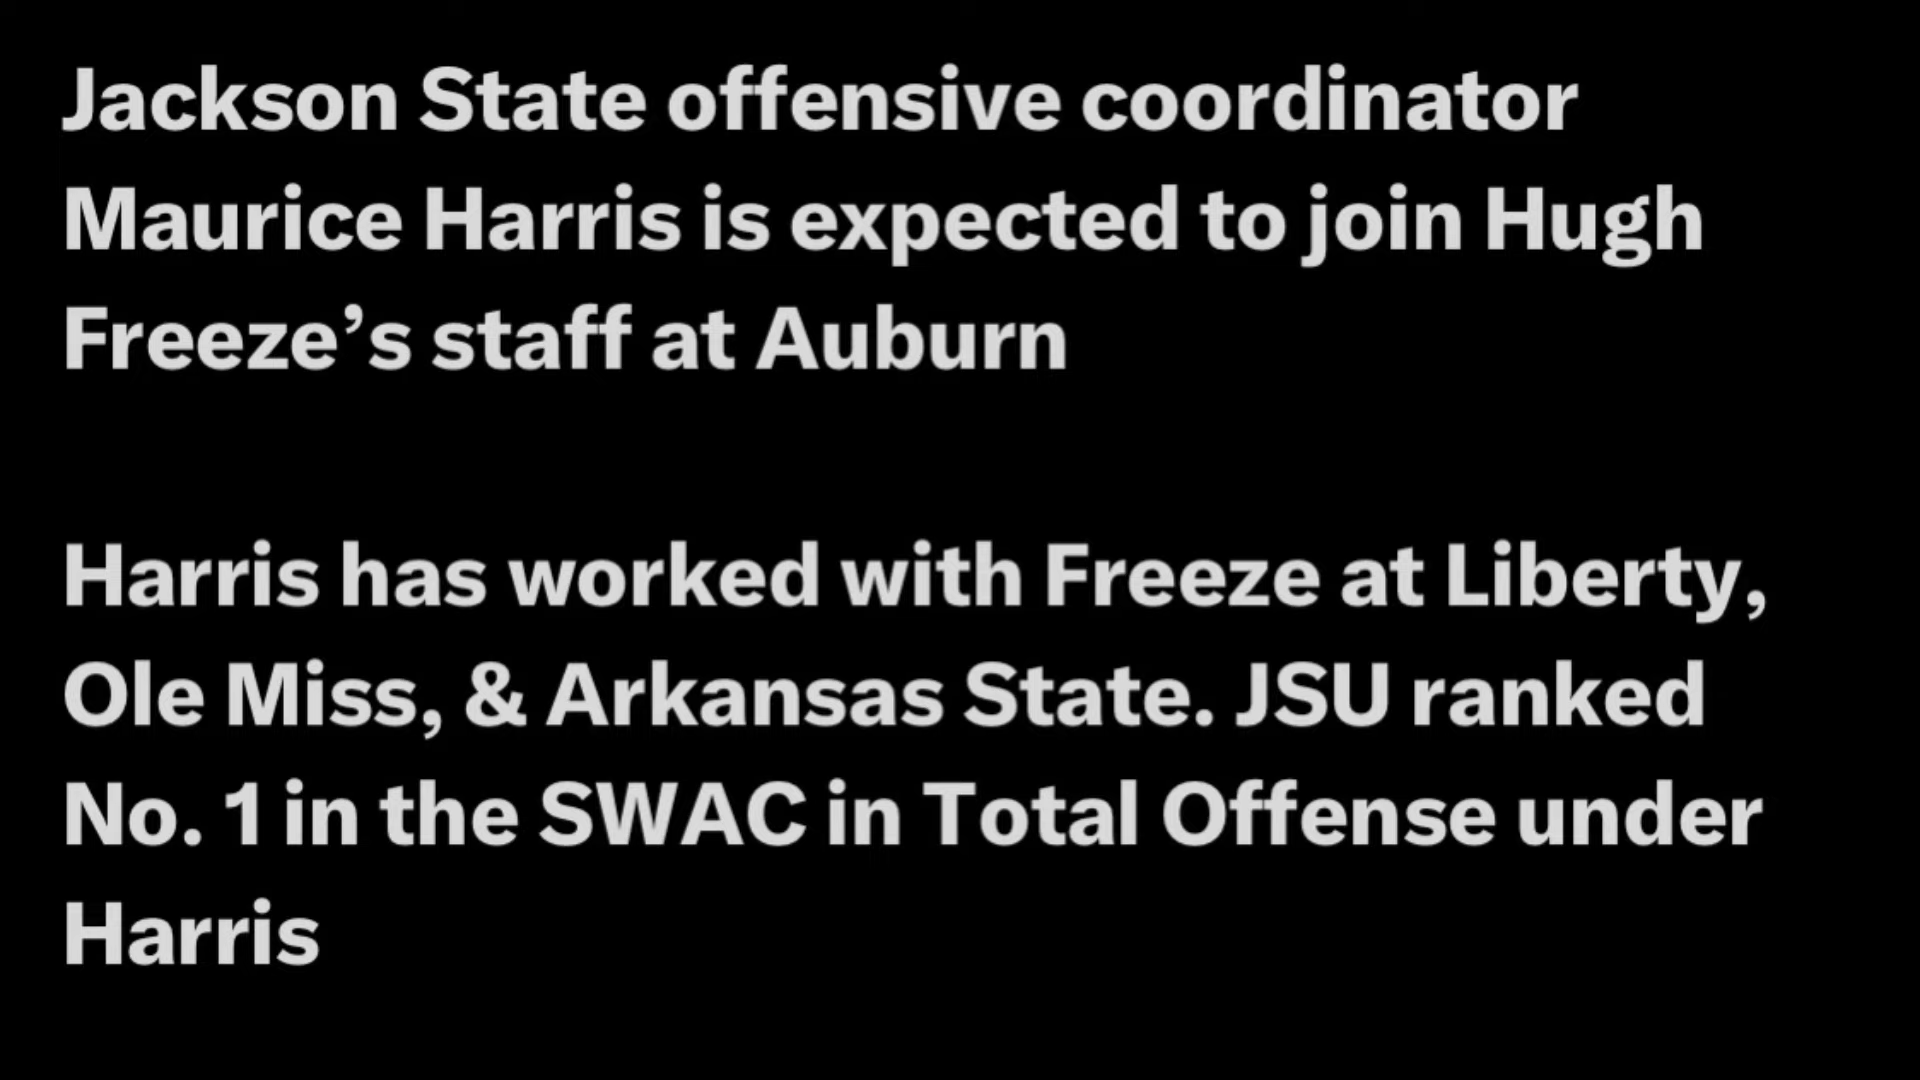 Jackson State offensive coordinator
Maurice Harris is expected to join Hugh
Freeze’s staff at Auburn
Harris has worked with Freeze at Liberty,
Ole Miss, & Arkansas State. JSU ranked
No. 1 in the SWAC in Total Offense under
Harris